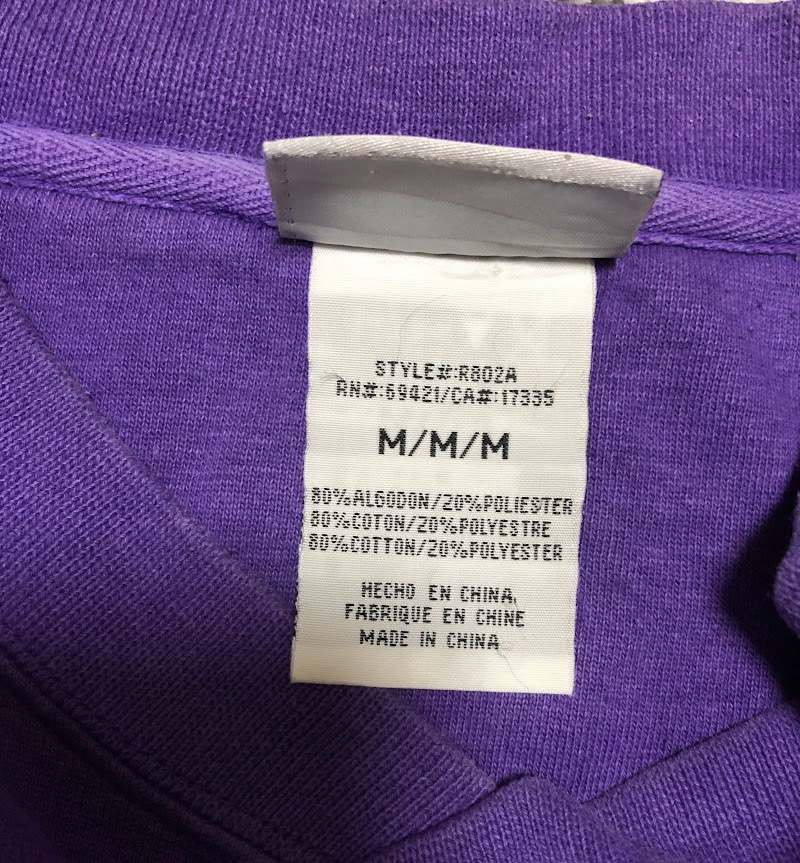 STYLE#:R802A
RN#:69421/CA#:17335
M/M/M
80%ALGODON/20%POLIESTER
80%COTON/20%POLYESTRE
80%COTTON/20%POLYESTER
HECHO EN CHINA
FABRIQUE EN CHINE
MADE IN CHINA